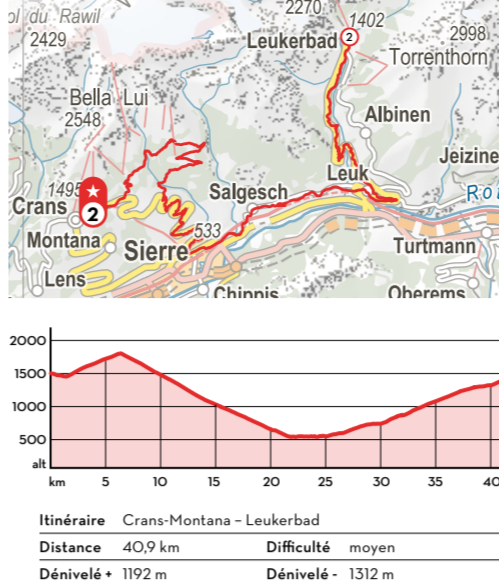 ol du Rawil
2429
2270
1402
2
Leukerbad
2998
Torrenthorn
Bella Lui
2548
Albinen
Jeizine
Leuk
1495
Salgesch
Crans
2
533
Montana
Sierre
Turtmann
Lens
Chippis
Oberems
2000
1500
1000
500
alt
km 5 10 15 20 25 30 35 40
Itinéraire Crans-Montana – Leukerbad
Distance 40,9 km Difficulté moyen
Dénivelé + 1192 m Dénivelé - 1312 m